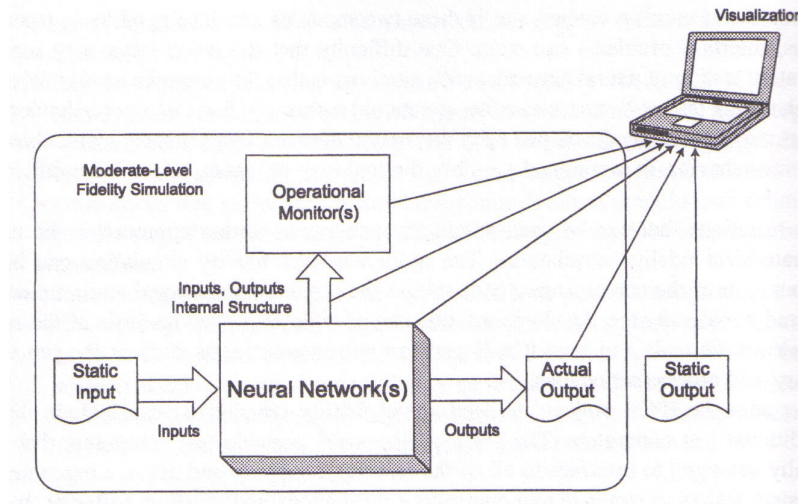 Visualization
Moderate-Level
Fidelity Simulation
Operational
Monitor(s)
Inputs, Outputs
Internal Structure
Static
Input
Inputs
Neural Network(s)
Outputs
Actual
Output
Static
Output